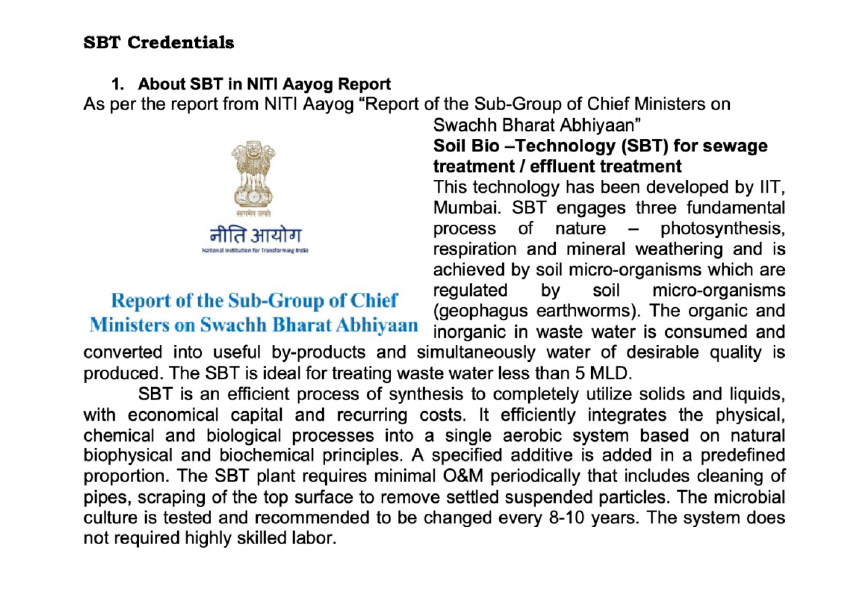 SBT Credentials
1. About SBT in NITI Aayog Report
As per the report from NITI Aayog “Report of the Sub-Group of Chief Ministers on
Swachh Bharat Abhiyaan”
सत्यमेव जयते
नीति आयोग
National Institution for Transforming India
Report of the Sub-Group of Chief
Ministers on Swachh Bharat Abhiyaan
Soil Bio –Technology (SBT) for sewage
treatment / effluent treatment
This technology has been developed by IIT,
Mumbai. SBT engages three fundamental
process of nature – photosynthesis,
respiration and mineral weathering and is
achieved by soil micro-organisms which are
regulated by soil micro-organisms
(geophagus earthworms). The organic and
inorganic in waste water is consumed and
converted into useful by-products and simultaneously water of desirable quality is
produced. The SBT is ideal for treating waste water less than 5 MLD.
SBT is an efficient process of synthesis to completely utilize solids and liquids,
with economical capital and recurring costs. It efficiently integrates the physical,
chemical and biological processes into a single aerobic system based on natural
biophysical and biochemical principles. A specified additive is added in a predefined
proportion. The SBT plant requires minimal O&M periodically that includes cleaning of
pipes, scraping of the top surface to remove settled suspended particles. The microbial
culture is tested and recommended to be changed every 8-10 years. The system does
not required highly skilled labor.